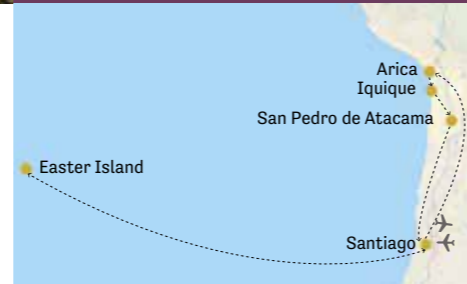 Arica
Iquique
San Pedro de Atacama
Easter Island
Santiago